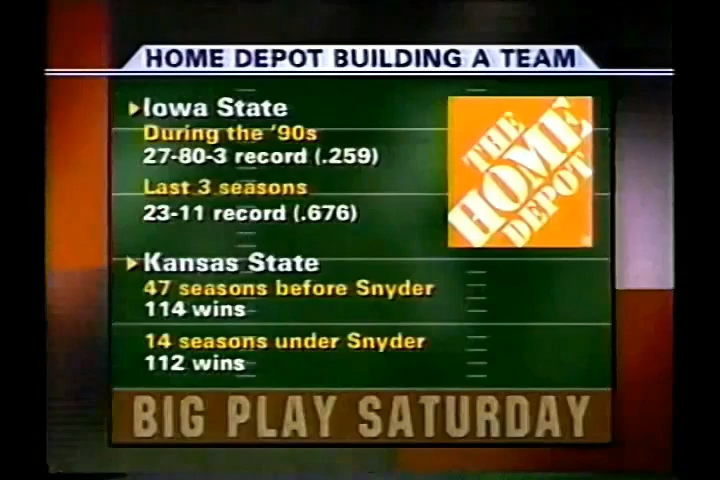 HOME DEPOT BUILDING A TEAM
Iowa State
During the '90s
27-80-3 record (.259)
Last 3 seasons
23-11 record (.676)
THE
HOME
DEPOT
Kansas State
47 seasons before Snyder
114 wins
14 seasons under Snyder
112 wins
BIG PLAY SATURDAY